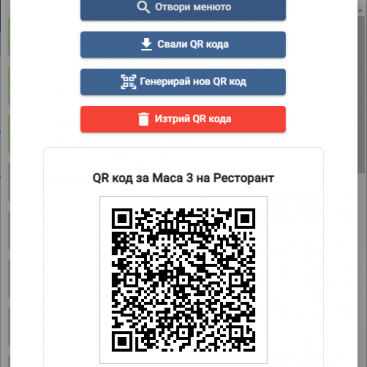 Отвори менюто
Свали QR кода
Генерирай нов QR код
Изтрий QR кода
QR код за Маса 3 на Ресторант